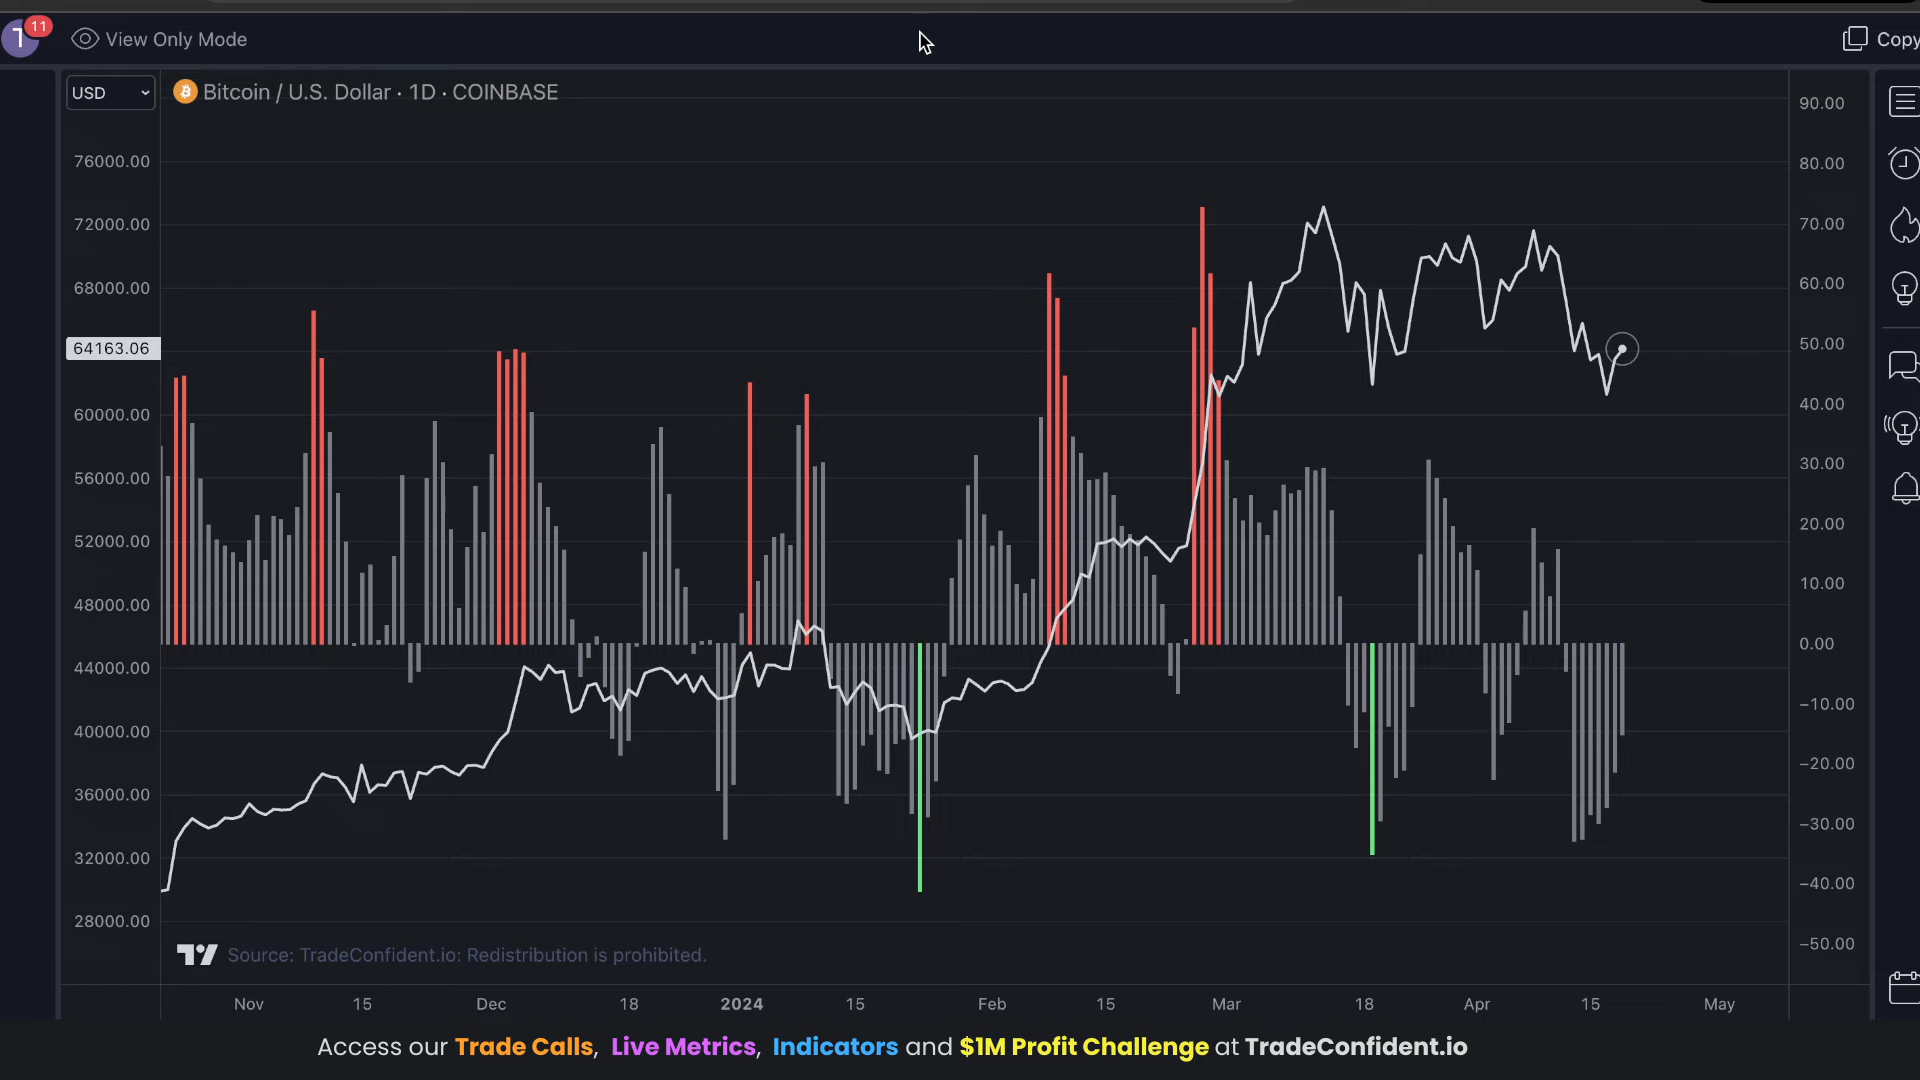 T 11 View Only Mode Copy
USD Bitcoin / U.S. Dollar · 1D · COINBASE
90.00
76000.00 80.00
72000.00 70.00
68000.00 60.00
64163.06 50.00
60000.00 40.00
56000.00 30.00
52000.00 20.00
48000.00 10.00
44000.00 0.00
40000.00 −10.00
36000.00 −20.00
32000.00 −30.00
28000.00 −40.00
Source: TradeConfident.io: Redistribution is prohibited. −50.00
Nov 15 Dec 18 2024 15 Feb 15 Mar 18 Apr 15 May
Access our Trade Calls, Live Metrics, Indicators and $1M Profit Challenge at TradeConfident.io